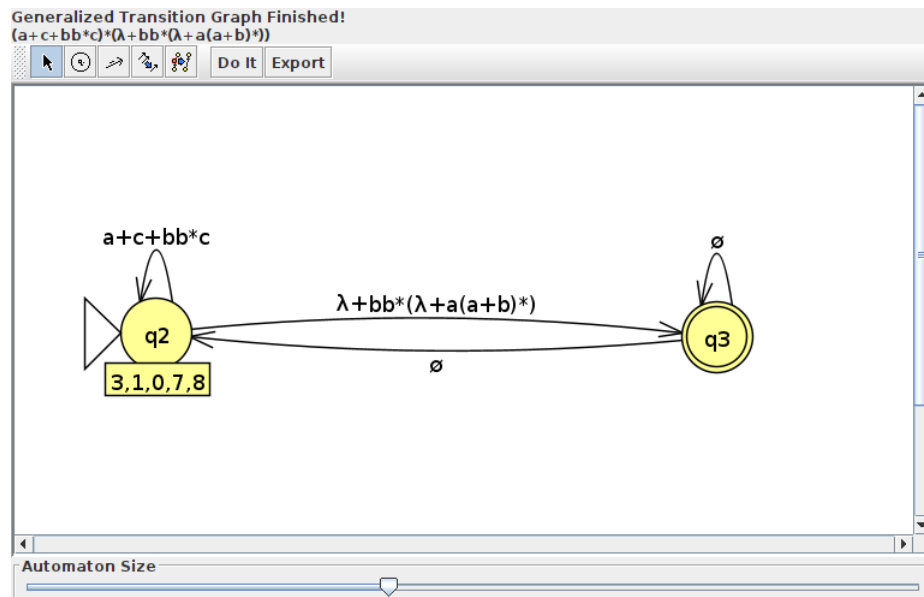 Generalized Transition Graph Finished!
(a+c+bb*c)*(λ+bb*(λ+a(a+b)*))
Do It Export
a+c+bb*c
ø
λ+bb*(λ+a(a+b)*)
q2
q3
ø
3,1,0,7,8
Automaton Size